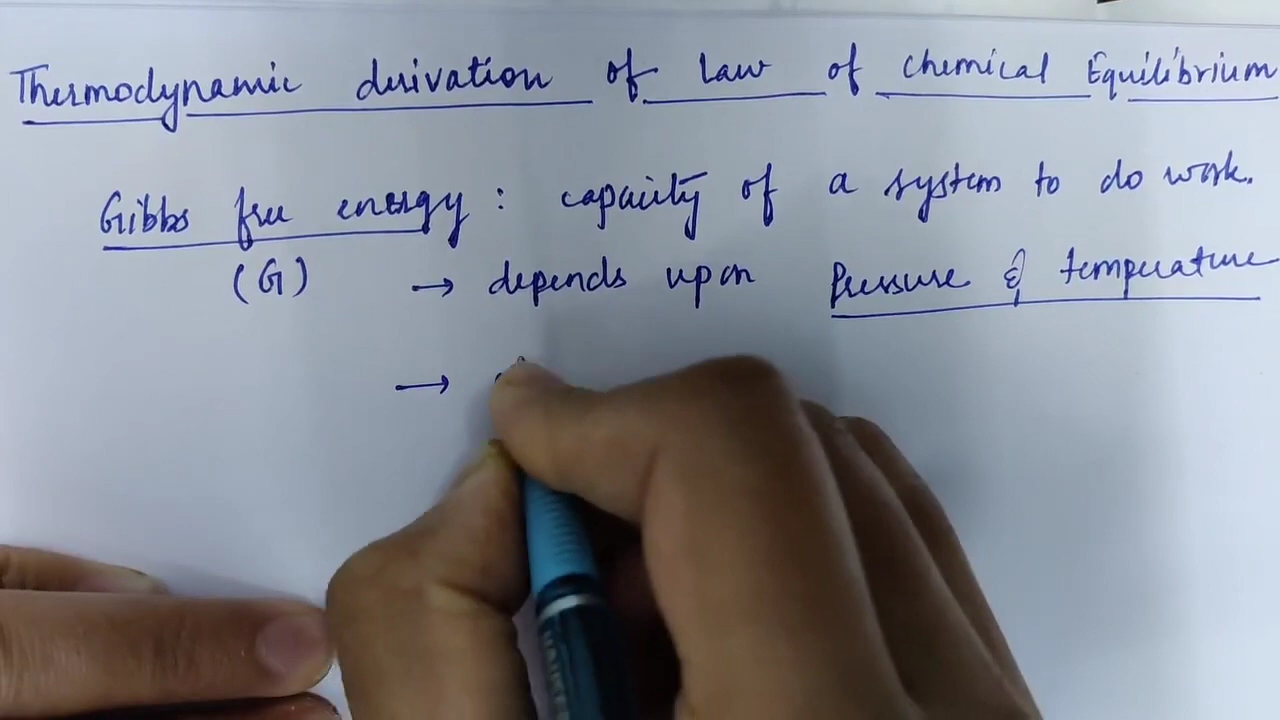 Thermodynamic derivation of law of chemical Equilibrium
Gibbs free energy : capacity of a system to do work.
(G) → depends upon Pressure & temperature
→